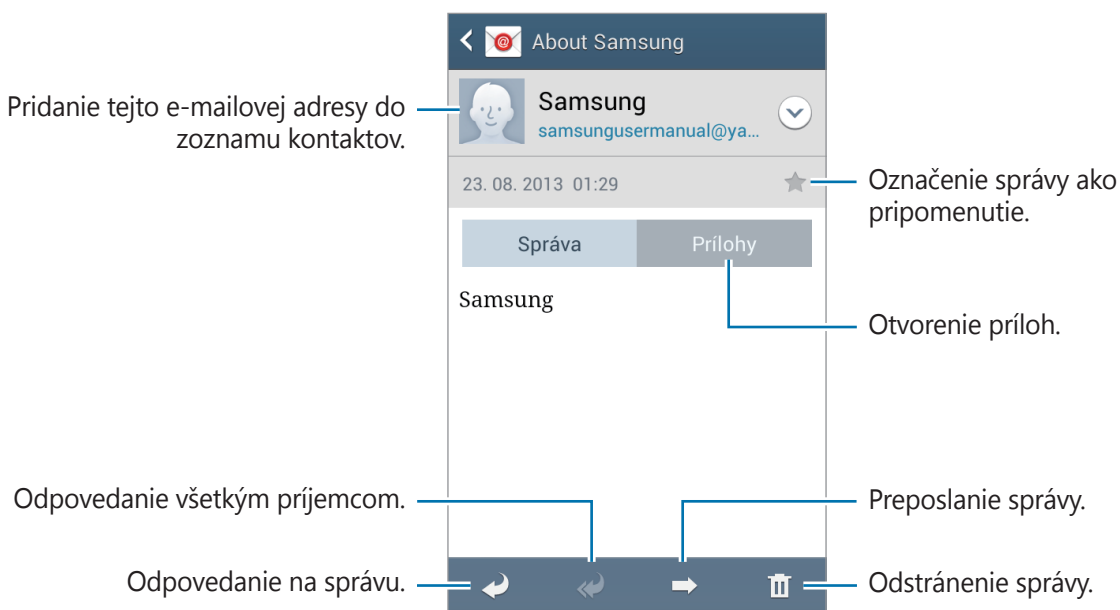 About Samsung
Pridanie tejto e-mailovej adresy do
zoznamu kontaktov.
Samsung
samsungusermanual@ya...
23. 08. 2013 01:29
Označenie správy ako
pripomenutie.
Správa
Prílohy
Samsung
Otvorenie príloh.
Odpovedanie všetkým príjemcom.
Preposlanie správy.
Odpovedanie na správu.
Odstránenie správy.